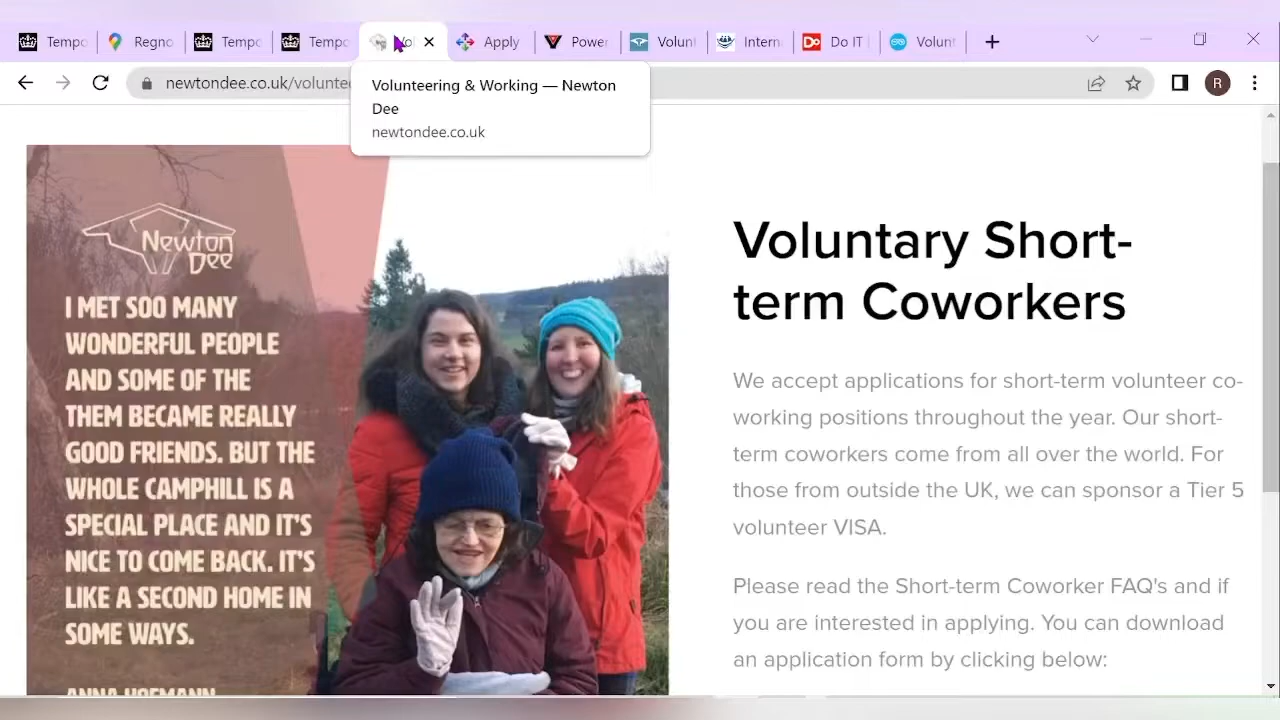 Tempo
Regno
Tempo
Tempo
Vol
Apply
Power
Volunt
Intern
Do
Do IT
Volunt
newtondee.co.uk/volunte
R
Volunteering & Working — Newton
Dee
newtondee.co.uk
Newton
Dee
I MET SOO MANY
WONDERFUL PEOPLE
AND SOME OF THE
THEM BECAME REALLY
GOOD FRIENDS. BUT THE
WHOLE CAMPHILL IS A
SPECIAL PLACE AND IT'S
NICE TO COME BACK. IT'S
LIKE A SECOND HOME IN
SOME WAYS.
ANNA HOFMANN
Voluntary Short-
term Coworkers
We accept applications for short-term volunteer co-
working positions throughout the year. Our short-
term coworkers come from all over the world. For
those from outside the UK, we can sponsor a Tier 5
volunteer VISA.
Please read the Short-term Coworker FAQ's and if
you are interested in applying. You can download
an application form by clicking below: